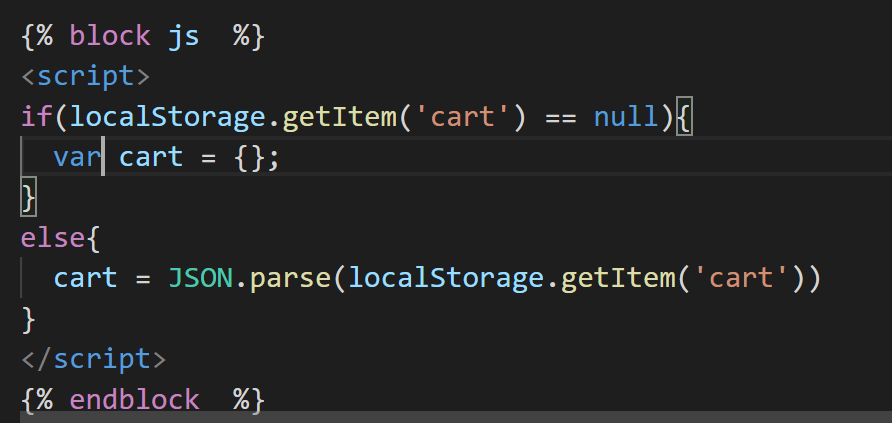 {% block js  %}
<script>
if(localStorage.getItem('cart') == null){
  var cart = {};
}
else{
  cart = JSON.parse(localStorage.getItem('cart'))
}
</script>
{% endblock  %}